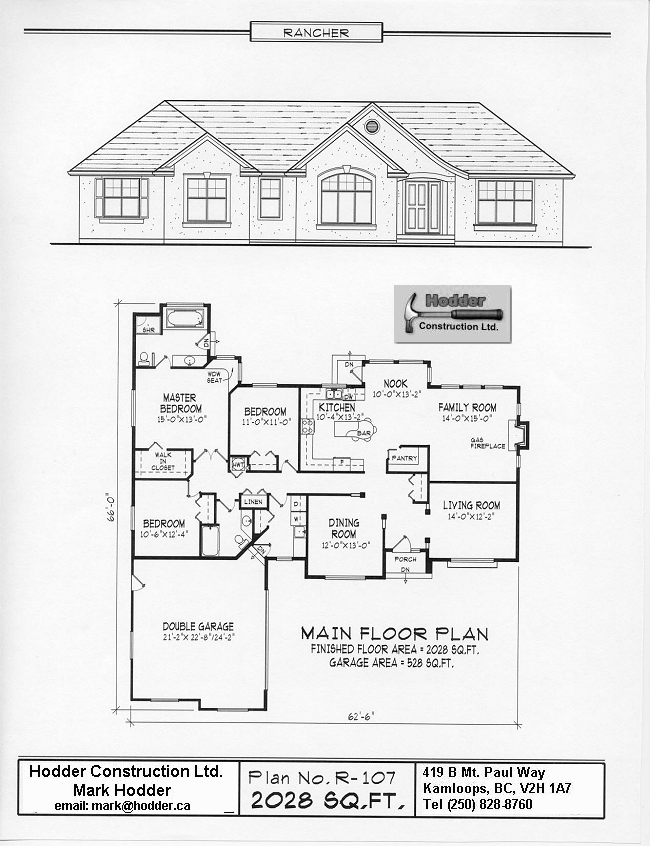 RANCHER
Hodder
Construction Ltd.
SHR
DN
WDW
SEAT
DN
NOOK
10'-0"X13'-2"
MASTER
BEDROOM
15'-0"X13'-0"
BEDROOM
11'-0"X11'-0"
KITCHEN
10'-4"X13'-2"
DW
BAR
FAMILY ROOM
14'-0"X15'-0"
GAS
FIREPLACE
WALK
IN
CLOSET
HWT
PANTRY
66'-0"
LINEN
D
W
BEDROOM
10'-6"X12'-4"
DINING
ROOM
12'-0"X13'-0"
LIVING ROOM
14'-0"X12'-2"
DN
PORCH
DN
DOUBLE GARAGE
21'-2"X 22'-8"/24'-2"
MAIN FLOOR PLAN
FINISHED FLOOR AREA = 2028 SQ.FT.
GARAGE AREA = 528 SQ.FT.
62'-6"
Hodder Construction Ltd.
Mark Hodder
email: mark@hodder.ca
Plan No. R-107
2028 SQ.FT.
419 B Mt. Paul Way
Kamloops, BC, V2H 1A7
Tel (250) 828-8760